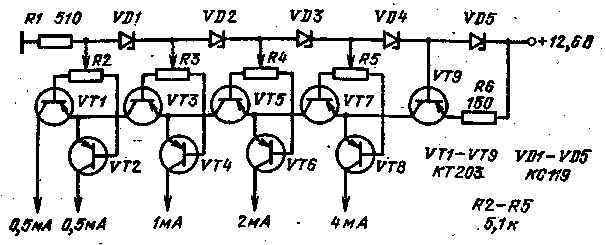 R1 510 VD1 VD2 VD3 VD4 VD5
+12,6В
R2 R3 R4 R5
VT9
R6
150
VT1 VT3 VT5 VT7
VT2 VT4 VT6 VT8
VT1-VT9
КТ203
VD1-VD5
КС119
R2-R5
5,1к
0,5мА 0,5мА 1мА 2мА 4мА